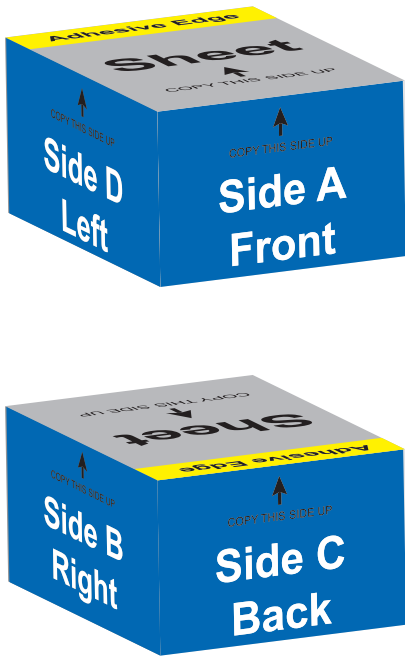 Adhesive Edge
Sheet
COPY THIS SIDE UP
COPY THIS SIDE UP
Side D
Left
COPY THIS SIDE UP
Side A
Front
COPY THIS SIDE UP
Sheet
Adhesive Edge
COPY THIS SIDE UP
Side B
Right
COPY THIS SIDE UP
Side C
Back